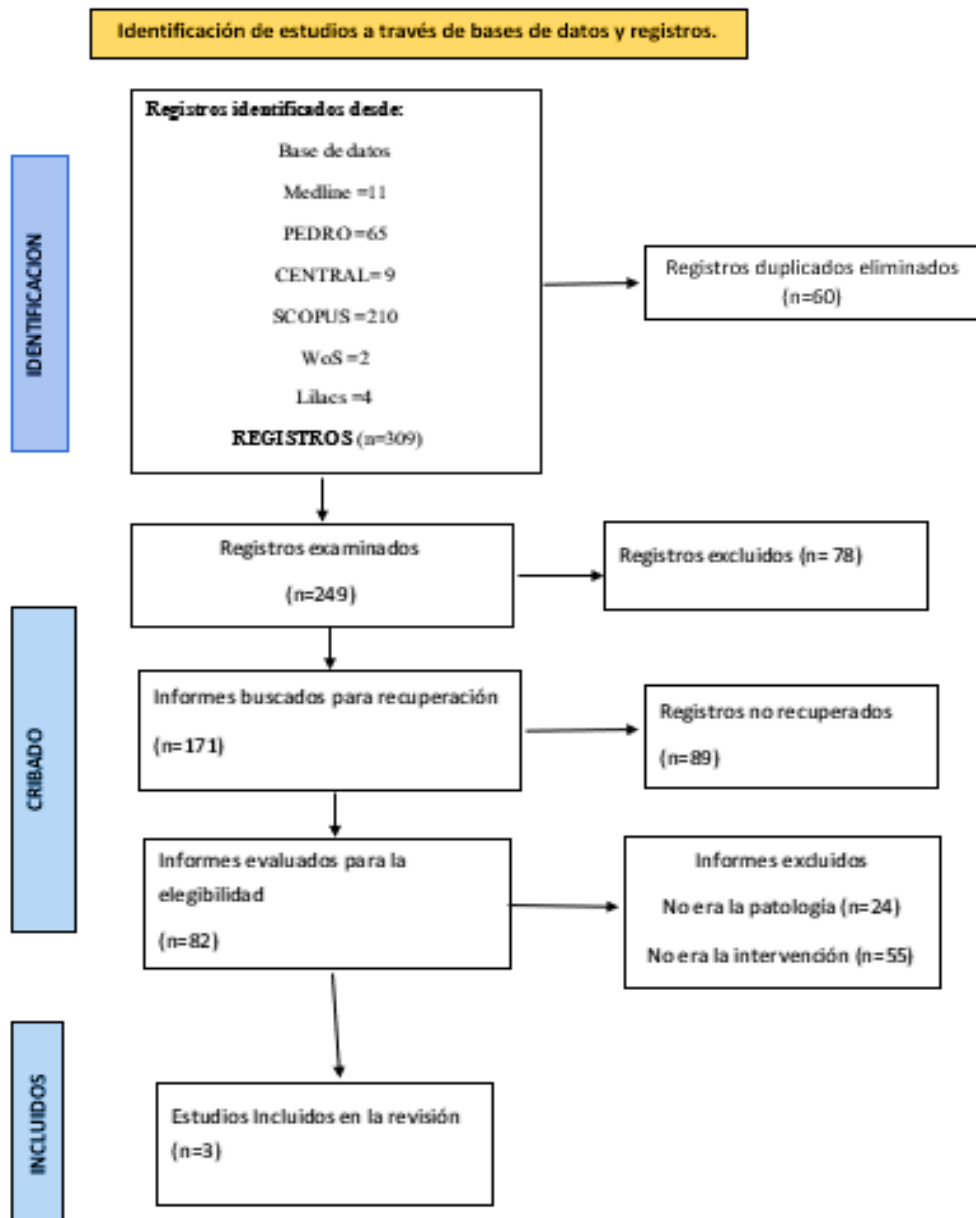 Identificación de estudios a través de bases de datos y registros.
IDENTIFICACION
Registros identificados desde:
Base de datos
Medline =11
PEDRO =65
CENTRAL= 9
SCOPUS =210
WoS =2
Lilacs =4
REGISTROS (n=309)
Registros duplicados eliminados
(n=60)
Registros examinados
(n=249)
Registros excluidos (n= 78)
CRIBADO
Informes buscados para recuperación
(n=171)
Registros no recuperados
(n=89)
Informes evaluados para la
elegibilidad
(n=82)
Informes excluidos
No era la patología (n=24)
No era la intervención (n=55)
INCLUIDOS
Estudios Incluidos en la revisión
(n=3)